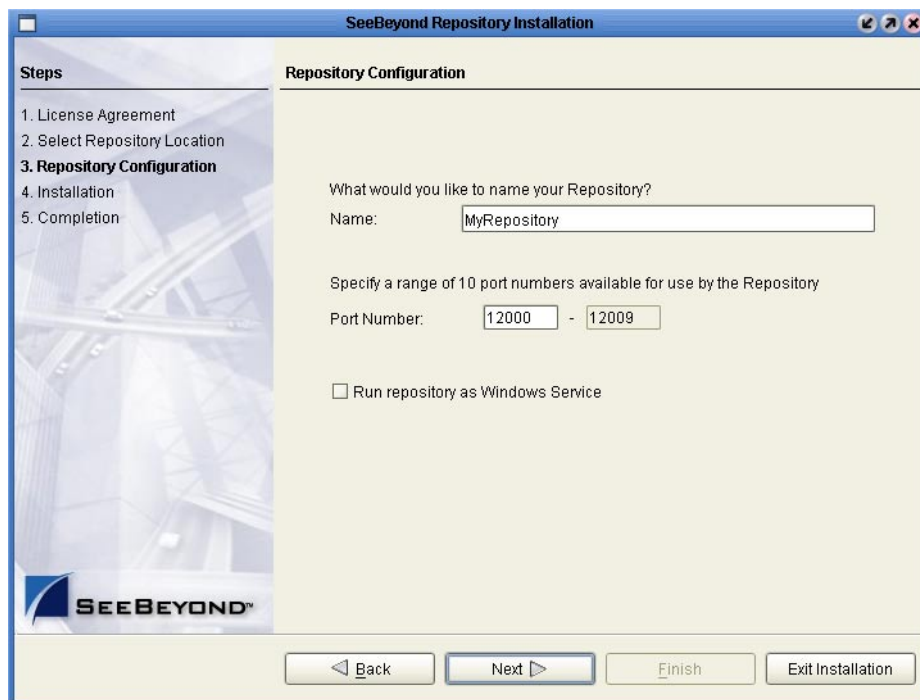 SeeBeyond Repository Installation
Steps
1. License Agreement
2. Select Repository Location
3. Repository Configuration
4. Installation
5. Completion
SEEBEYOND™
Repository Configuration
What would you like to name your Repository?
Name: MyRepository
Specify a range of 10 port numbers available for use by the Repository
Port Number: 12000 - 12009
Run repository as Windows Service
Back Next Finish Exit Installation